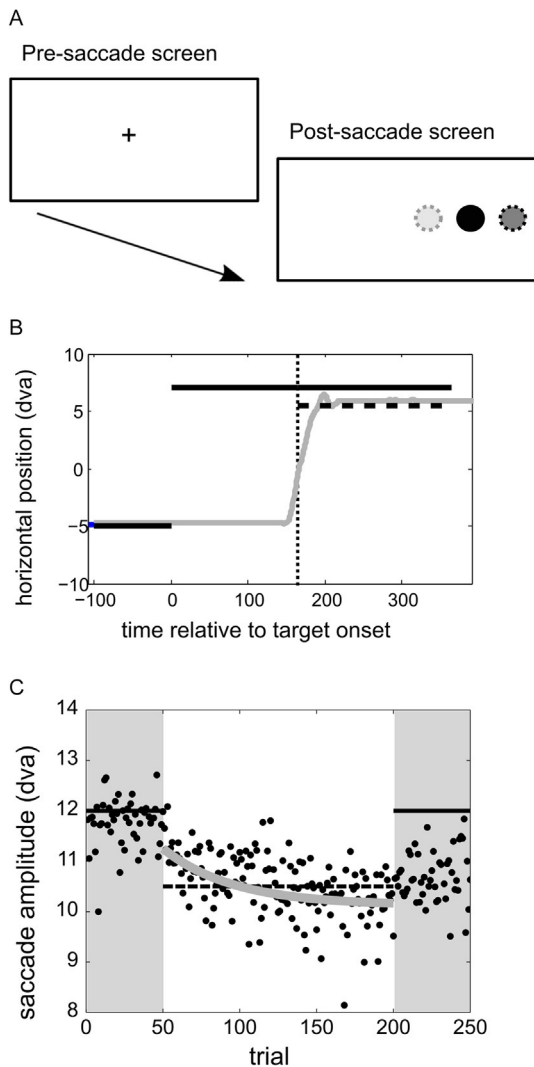 A
Pre-saccade screen
+
Post-saccade screen
B
horizontal position (dva)
10
5
0
−5
−10
−100 0 100 200 300
time relative to target onset
C
saccade amplitude (dva)
14
13
12
11
10
9
8
0 50 100 150 200 250
trial